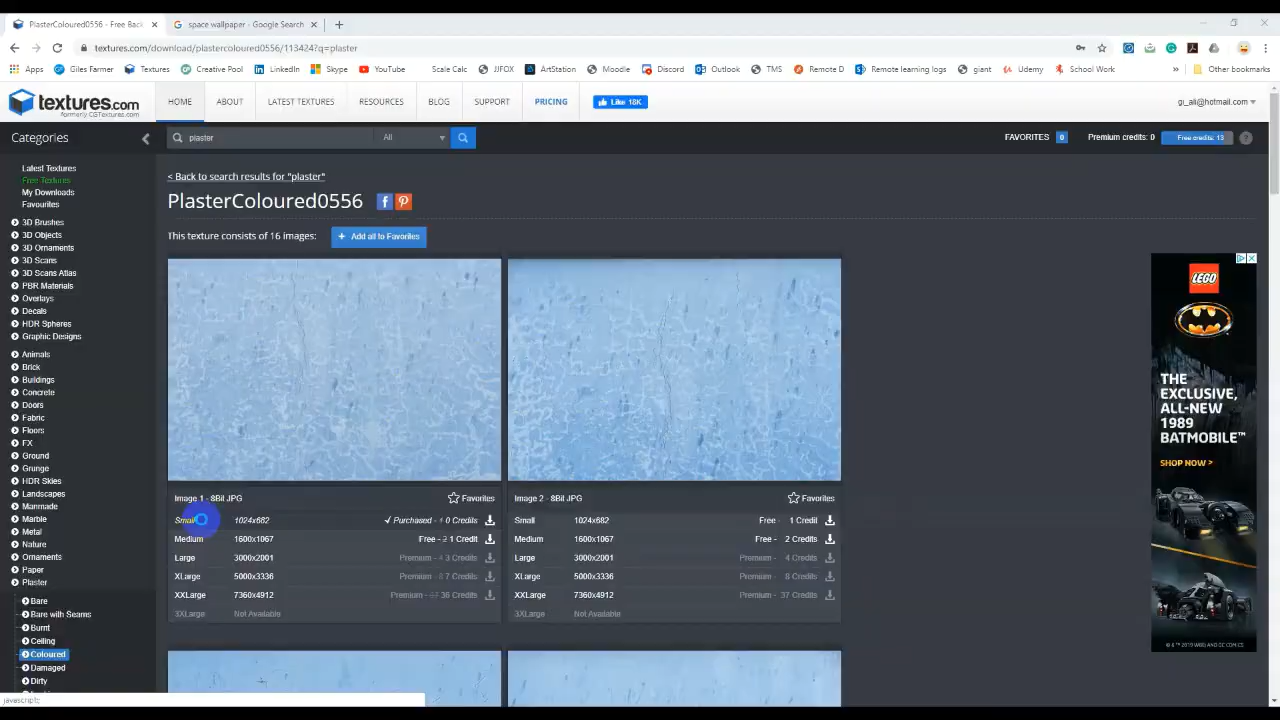 PlasterColoured0556 - Free Back
space wallpaper - Google Search
textures.com/download/plastercoloured0556/113424?q=plaster
Apps
Giles Farmer
Textures
Creative Pool
LinkedIn
Skype
YouTube
Scale Calc
JJFOX
ArtStation
Moodle
Discord
Outlook
TMS
Remote D
Remote learning logs
giant
Udemy
School Work
»
Other bookmarks
textures.com
formerly CGTextures.com
HOME
ABOUT
LATEST TEXTURES
RESOURCES
BLOG
SUPPORT
PRICING
Like 18K
gi_ali@hotmail.com
Categories
plaster
All
FAVORITES 0
Premium credits: 0
Free credits: 13
?
Latest Textures
Free Textures
My Downloads
Favourites
3D Brushes
3D Objects
3D Ornaments
3D Scans
3D Scans Atlas
PBR Materials
Overlays
Decals
HDR Spheres
Graphic Designs
Animals
Brick
Buildings
Concrete
Doors
Fabric
Floors
FX
Ground
Grunge
HDR Skies
Landscapes
Manmade
Marble
Metal
Nature
Ornaments
Paper
Plaster
Bare
Bare with Seams
Burnt
Ceiling
Coloured
Damaged
Dirty
javascript:;
< Back to search results for "plaster"
PlasterColoured0556
This texture consists of 16 images:
+ Add all to Favorites
Image 1 - 8Bit JPG Favorites
Small 1024x682 Purchased - 0 Credits
Medium 1600x1067 Free - 2 1 Credit
Large 3000x2001 Premium - 4 3 Credits
XLarge 5000x3336 Premium - 8 7 Credits
XXLarge 7360x4912 Premium - 36 Credits
3XLarge Not Available
Image 2 - 8Bit JPG Favorites
Small 1024x682 Free - 1 Credit
Medium 1600x1067 Free - 2 Credits
Large 3000x2001 Premium - 4 Credits
XLarge 5000x3336 Premium - 8 Credits
XXLarge 7360x4912 Premium - 37 Credits
3XLarge Not Available
LEGO
BATMAN
THE
EXCLUSIVE,
ALL-NEW
1989
BATMOBILE™
SHOP NOW >